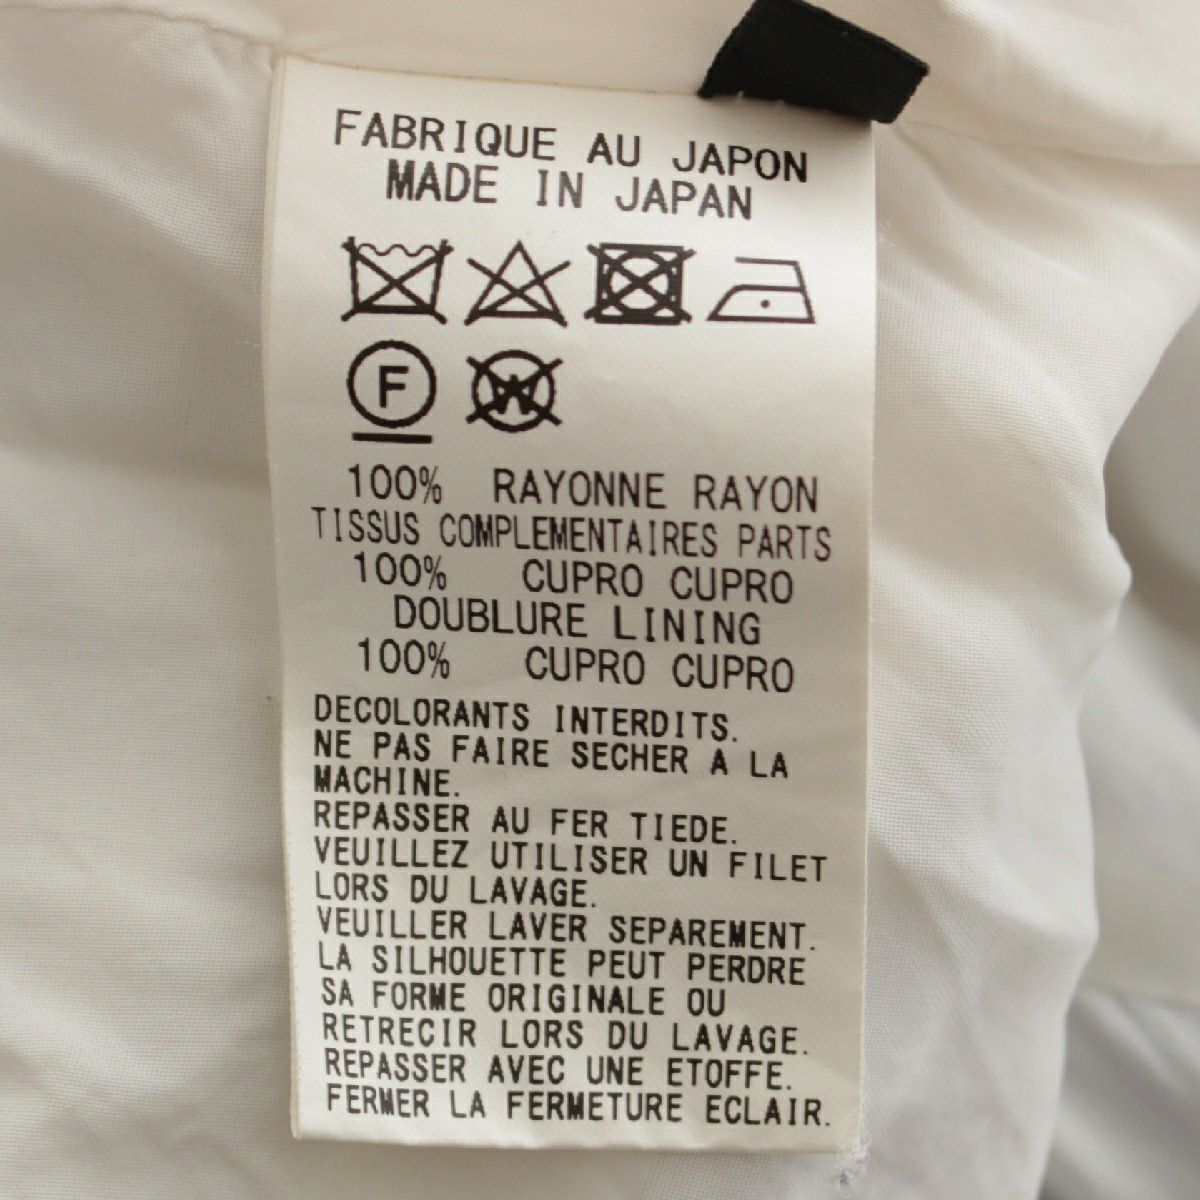 FABRIQUE AU JAPON
MADE IN JAPAN
F W
100% RAYONNE RAYON
TISSUS COMPLEMENTAIRES PARTS
100% CUPRO CUPRO
DOUBLURE LINING
100% CUPRO CUPRO
DECOLORANTS INTERDITS.
NE PAS FAIRE SECHER A LA
MACHINE.
REPASSER AU FER TIEDE.
VEUILLEZ UTILISER UN FILET
LORS DU LAVAGE.
VEUILLER LAVER SEPAREMENT.
LA SILHOUETTE PEUT PERDRE
SA FORME ORIGINALE OU
RETRECIR LORS DU LAVAGE.
REPASSER AVEC UNE ETOFFE.
FERMER LA FERMETURE ECLAIR.